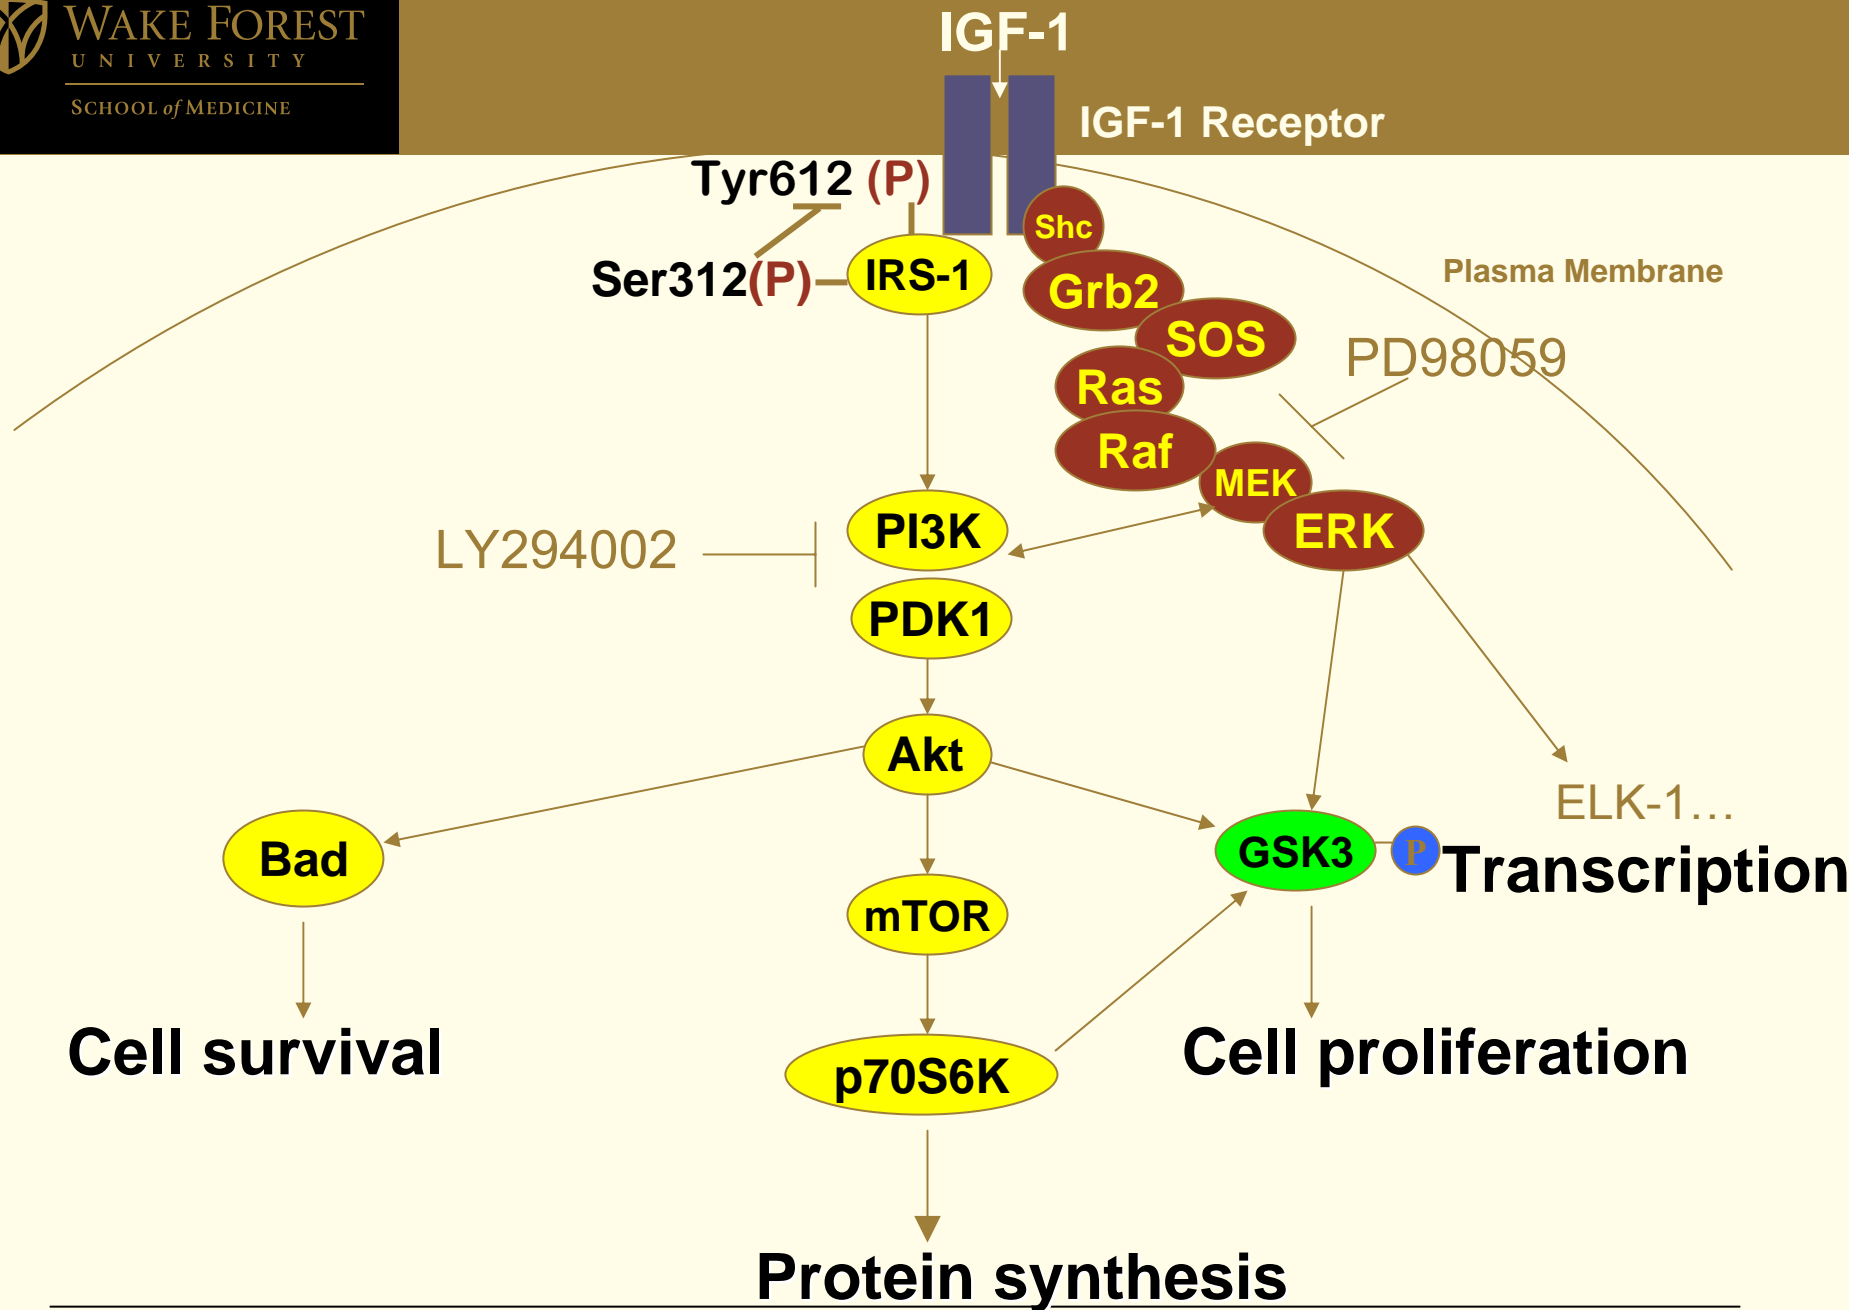 WAKE FOREST
UNIVERSITY
SCHOOL of MEDICINE
IGF-1
IGF-1 Receptor
Tyr612 (P)
Ser312(P)
IRS-1
Shc
Grb2
SOS
Ras
Raf
MEK
ERK
Plasma Membrane
PD98059
LY294002
PI3K
PDK1
Akt
Bad
mTOR
GSK3
P
ELK-1...
Transcription
Cell survival
p70S6K
Cell proliferation
Protein synthesis